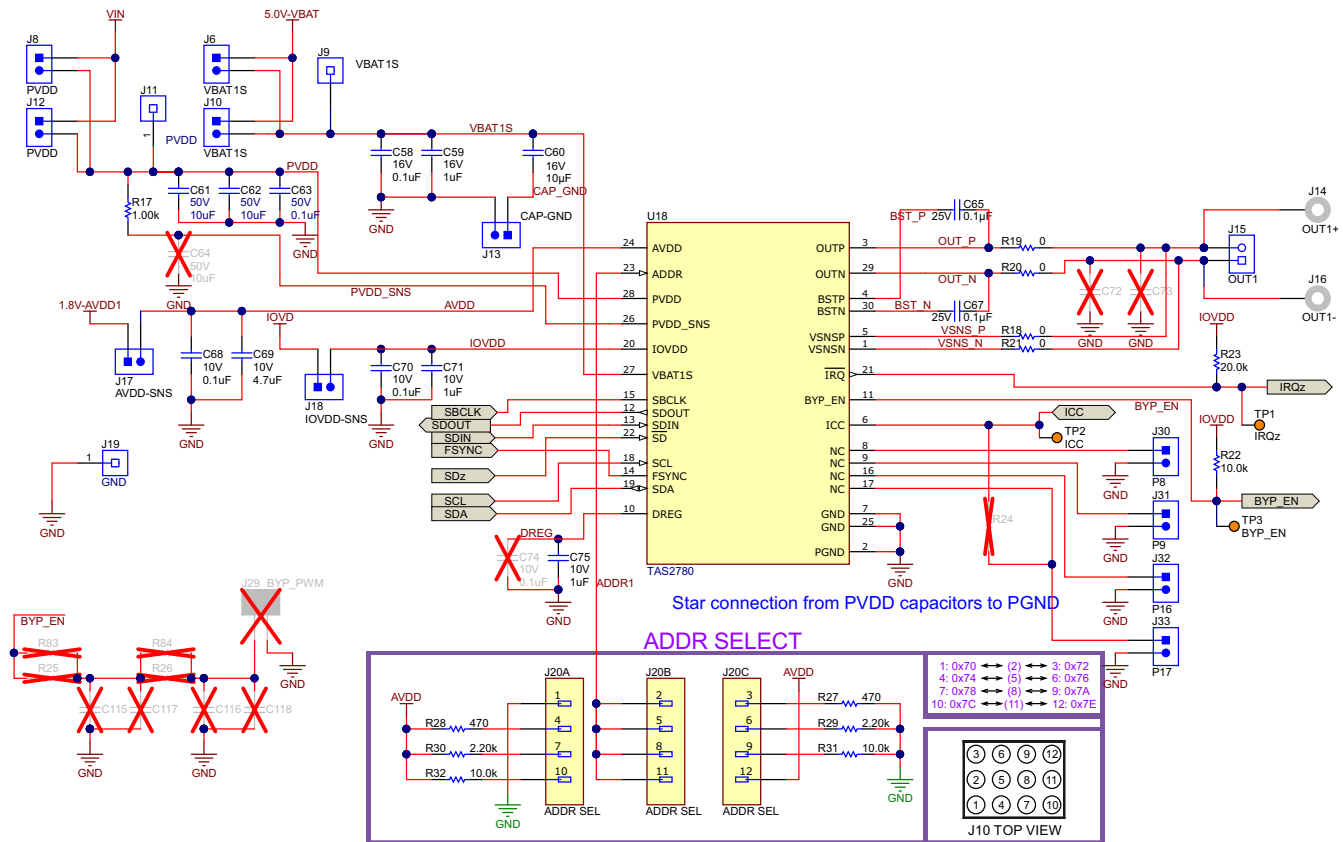 VIN
5.0V-VBAT
J8
PVDD
J12
PVDD
J11
1
PVDD
J6
VBAT1S
J10
VBAT1S
J9
VBAT1S
VBAT1S
C58
16V
0.1uF
C59
16V
1uF
C60
16V
10µF
CAP_GND
GND
CAP-GND
J13
PVDD
R17
1.00k
C61
50V
10uF
C62
50V
10uF
C63
50V
0.1uF
GND
C64
50V
10uF
GND
PVDD_SNS
1.8V-AVDD1
AVDD
J17
AVDD-SNS
C68
10V
0.1uF
C69
10V
4.7uF
GND
IOVD
IOVDD
J18
IOVDD-SNS
C70
10V
0.1uF
C71
10V
1uF
GND
SBCLK
SDOUT
SDIN
FSYNC
SDz
SCL
SDA
J19
1
GND
GND
DREG
C74
10V
0.1uF
C75
10V
1uF
ADDR1
GND
U18
24 AVDD
23 ADDR
28 PVDD
26 PVDD_SNS
20 IOVDD
27 VBAT1S
15 SBCLK
12 SDOUT
13 SDIN
22 SD
18 SCL
14 FSYNC
19 SDA
10 DREG
OUTP 3
OUTN 29
BSTP 4
BSTN 30
VSNSP 5
VSNSN 1
IRQ 21
BYP_EN 11
ICC 6
NC 8
NC 9
NC 16
NC 17
GND 7
GND 25
PGND 2
TAS2780
GND
BST_P
C65
25V 0.1µF
OUT_P
R19 0
OUT_N
R20 0
BST_N
C67
25V 0.1µF
VSNS_P
R18 0
VSNS_N
R21 0
C72
GND
C73
GND
J14
OUT1+
J15
OUT1
J16
OUT1-
IOVDD
R23
20.0k
IRQz
TP1
IRQz
ICC
TP2
ICC
BYP_EN
IOVDD
R22
10.0k
BYP_EN
TP3
BYP_EN
R24
J30
P8
GND
J31
P9
GND
J32
P16
GND
J33
P17
GND
Star connection from PVDD capacitors to PGND
J29 BYP_PWM
BYP_EN
R83
R25
R84
R26
C115
C117
C116
C118
GND
GND
GND
ADDR SELECT
AVDD
R28 470
R30 2.20k
R32 10.0k
J20A
1
4
7
10
ADDR SEL
GND
J20B
2
5
8
11
ADDR SEL
J20C
3
6
9
12
ADDR SEL
AVDD
R27 470
R29 2.20k
R31 10.0k
GND
1: 0x70 (2) 3: 0x72
4: 0x74 (5) 6: 0x76
7: 0x78 (8) 9: 0x7A
10: 0x7C (11) 12: 0x7E
3 6 9 12
2 5 8 11
1 4 7 10
J10 TOP VIEW